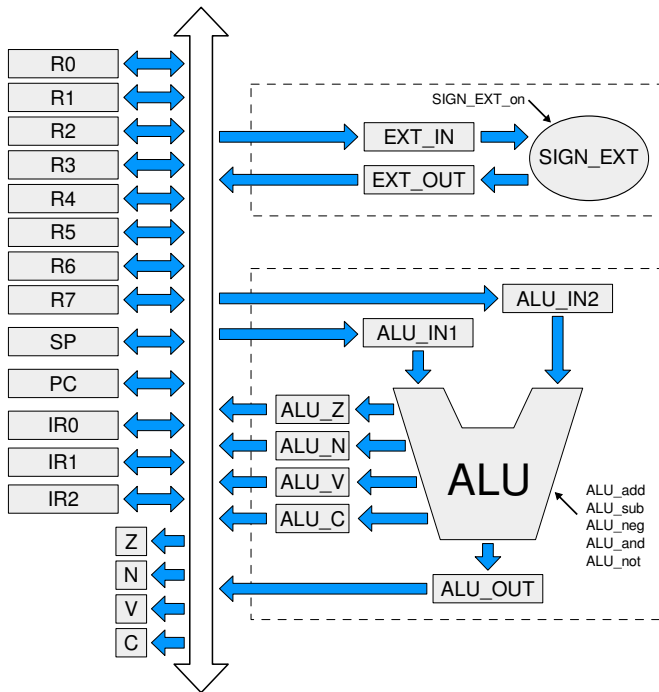 R0
R1
R2
R3
R4
R5
R6
R7
SP
PC
IR0
IR1
IR2
Z
N
V
C
SIGN_EXT_on
EXT_IN
SIGN_EXT
EXT_OUT
ALU_IN2
ALU_IN1
ALU_Z
ALU_N
ALU_V
ALU_C
ALU
ALU_add
ALU_sub
ALU_neg
ALU_and
ALU_not
ALU_OUT